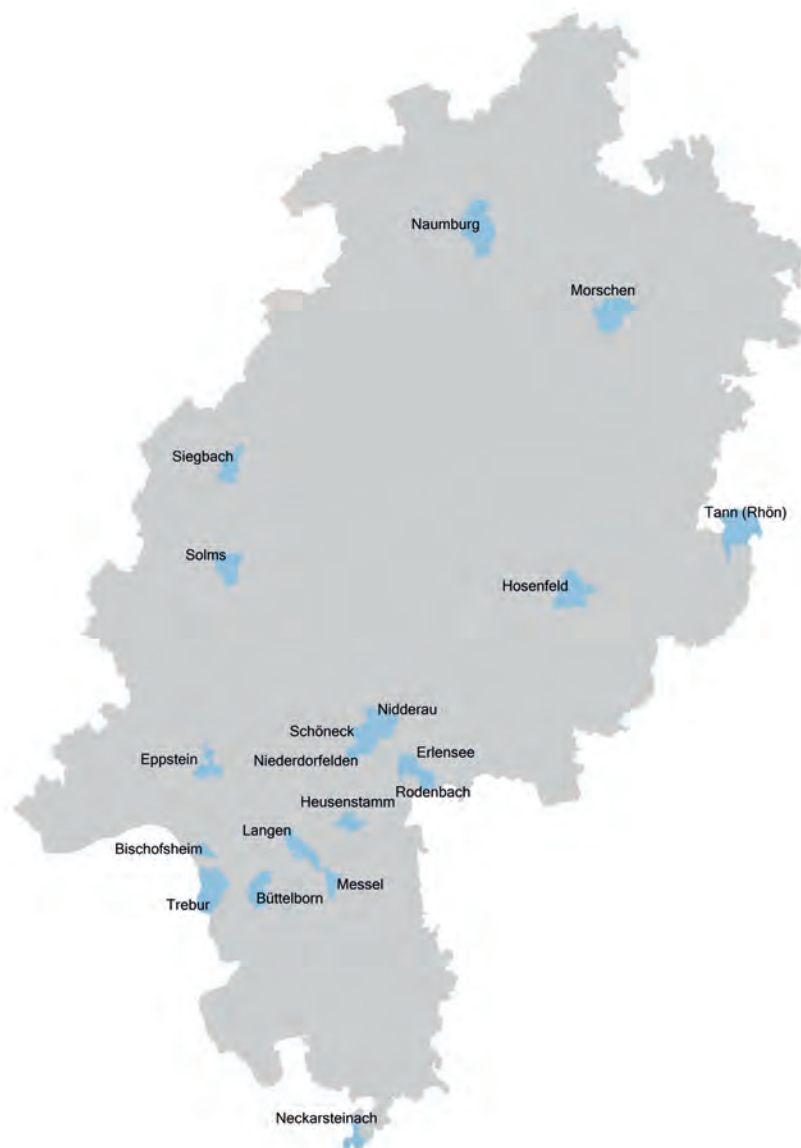 Naumburg
Morschen
Siegbach
Tann (Rhön)
Solms
Hosenfeld
Nidderau
Schöneck
Erlensee
Eppstein
Niederdorfelden
Rodenbach
Heusenstamm
Langen
Bischofsheim
Messel
Trebur
Büttelborn
Neckarsteinach